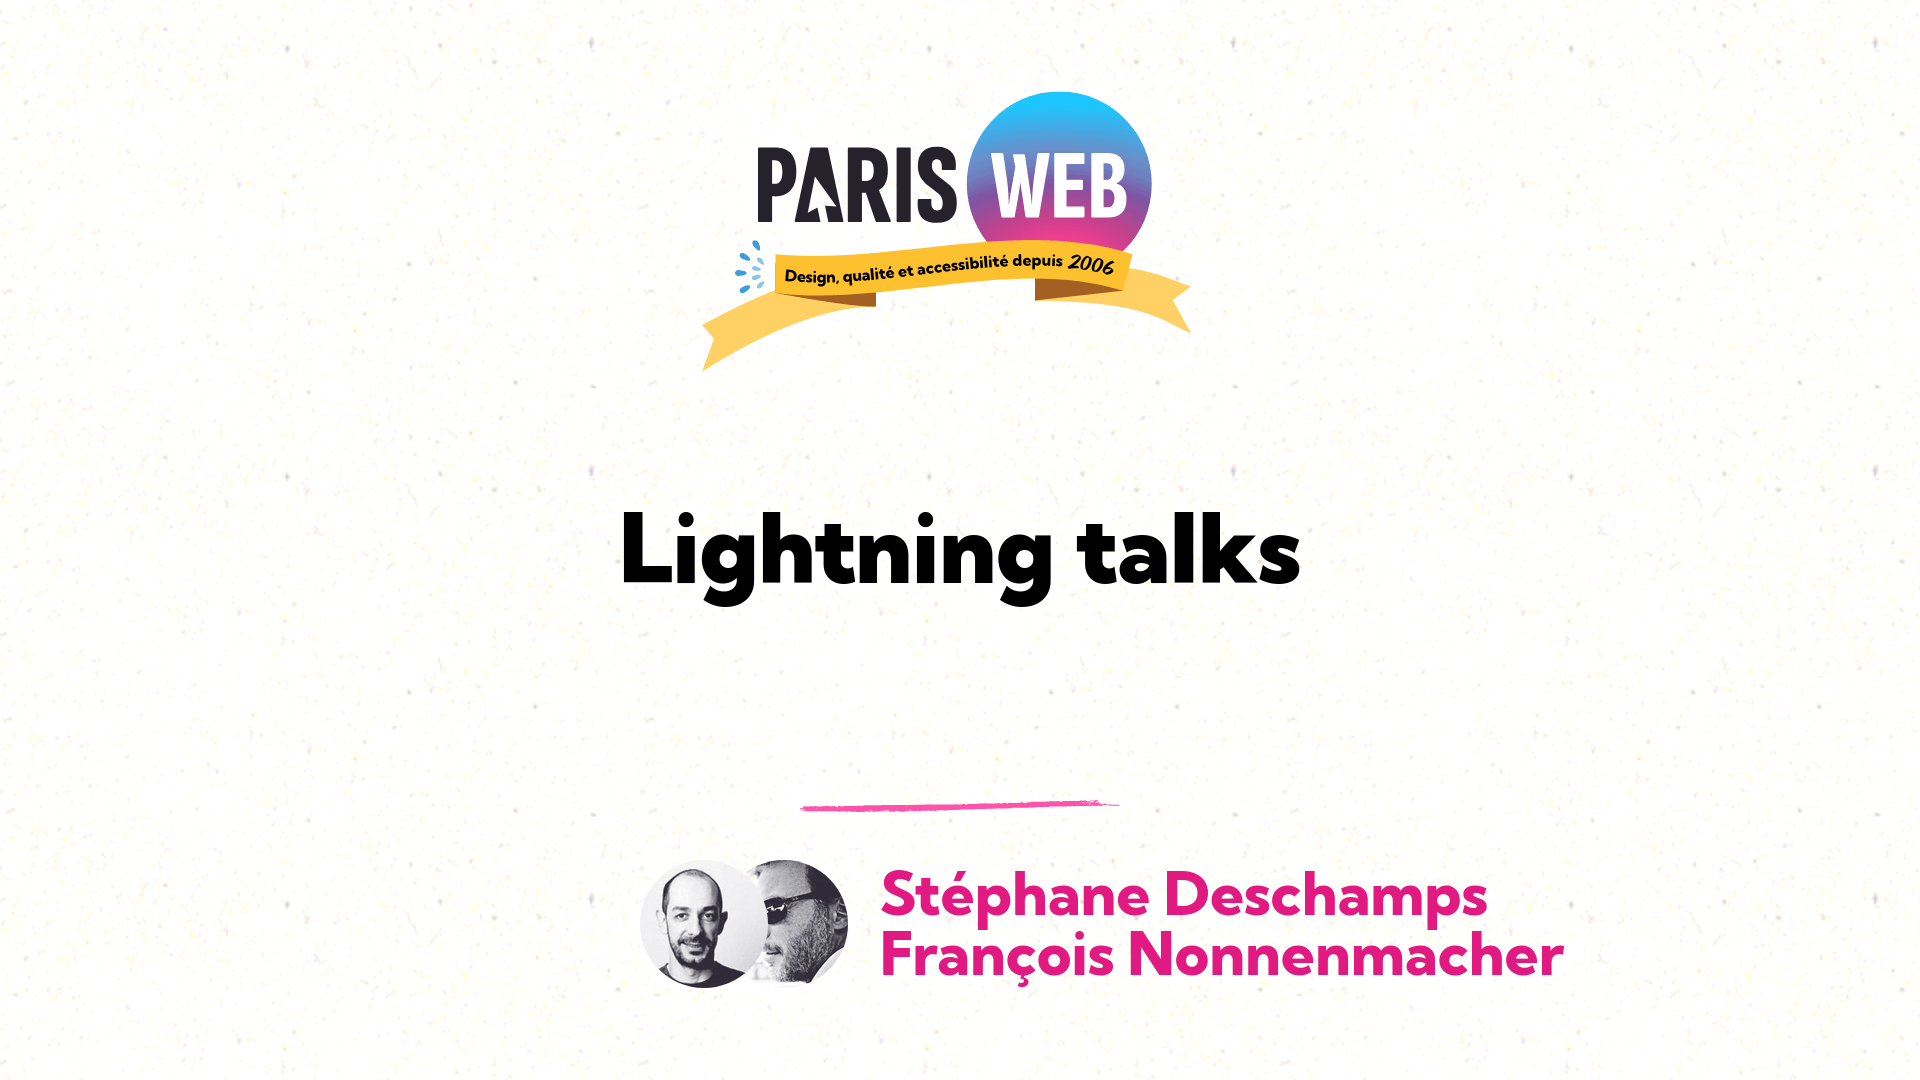 PARIS WEB
Design, qualité et accessibilité depuis 2006
Lightning talks
Stéphane Deschamps
François Nonnenmacher